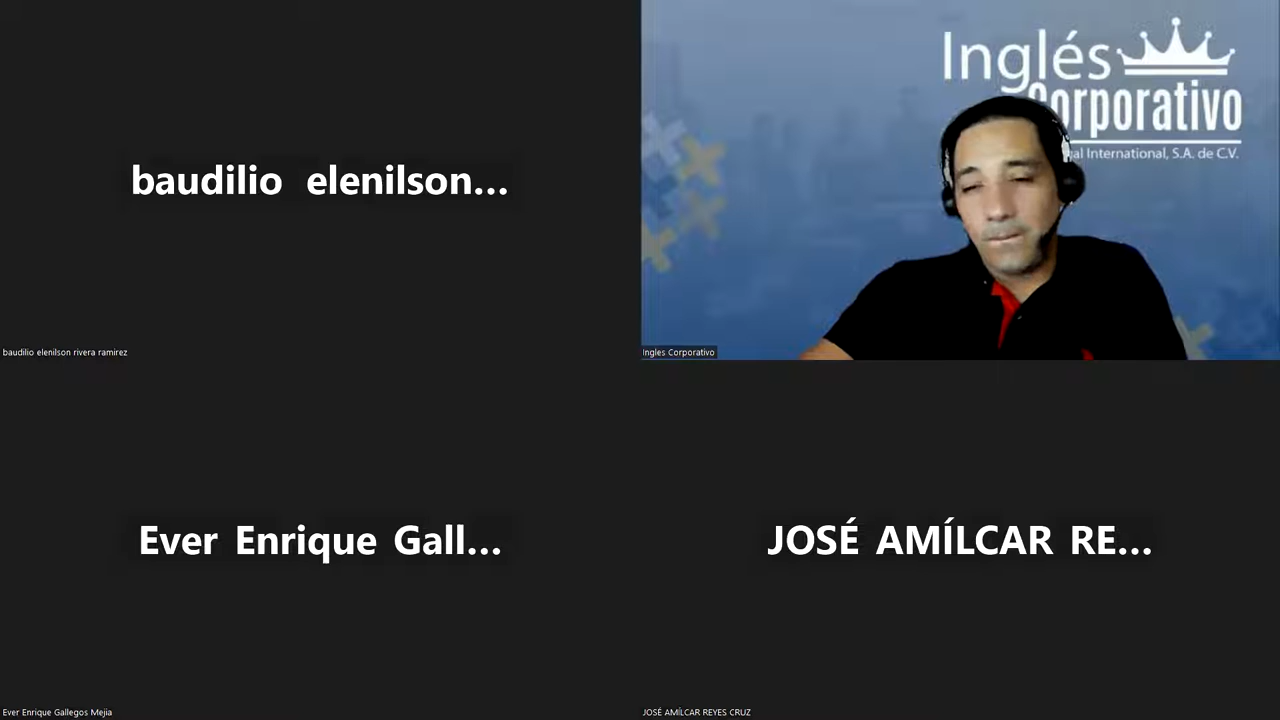 baudilio elenilson...
baudilio elenilson rivera ramirez
Inglés
Corporativo
al International, S.A. de C.V.
Ingles Corporativo
Ever Enrique Gall...
Ever Enrique Gallegos Mejia
JOSÉ AMÍLCAR RE...
JOSÉ AMÍLCAR REYES CRUZ